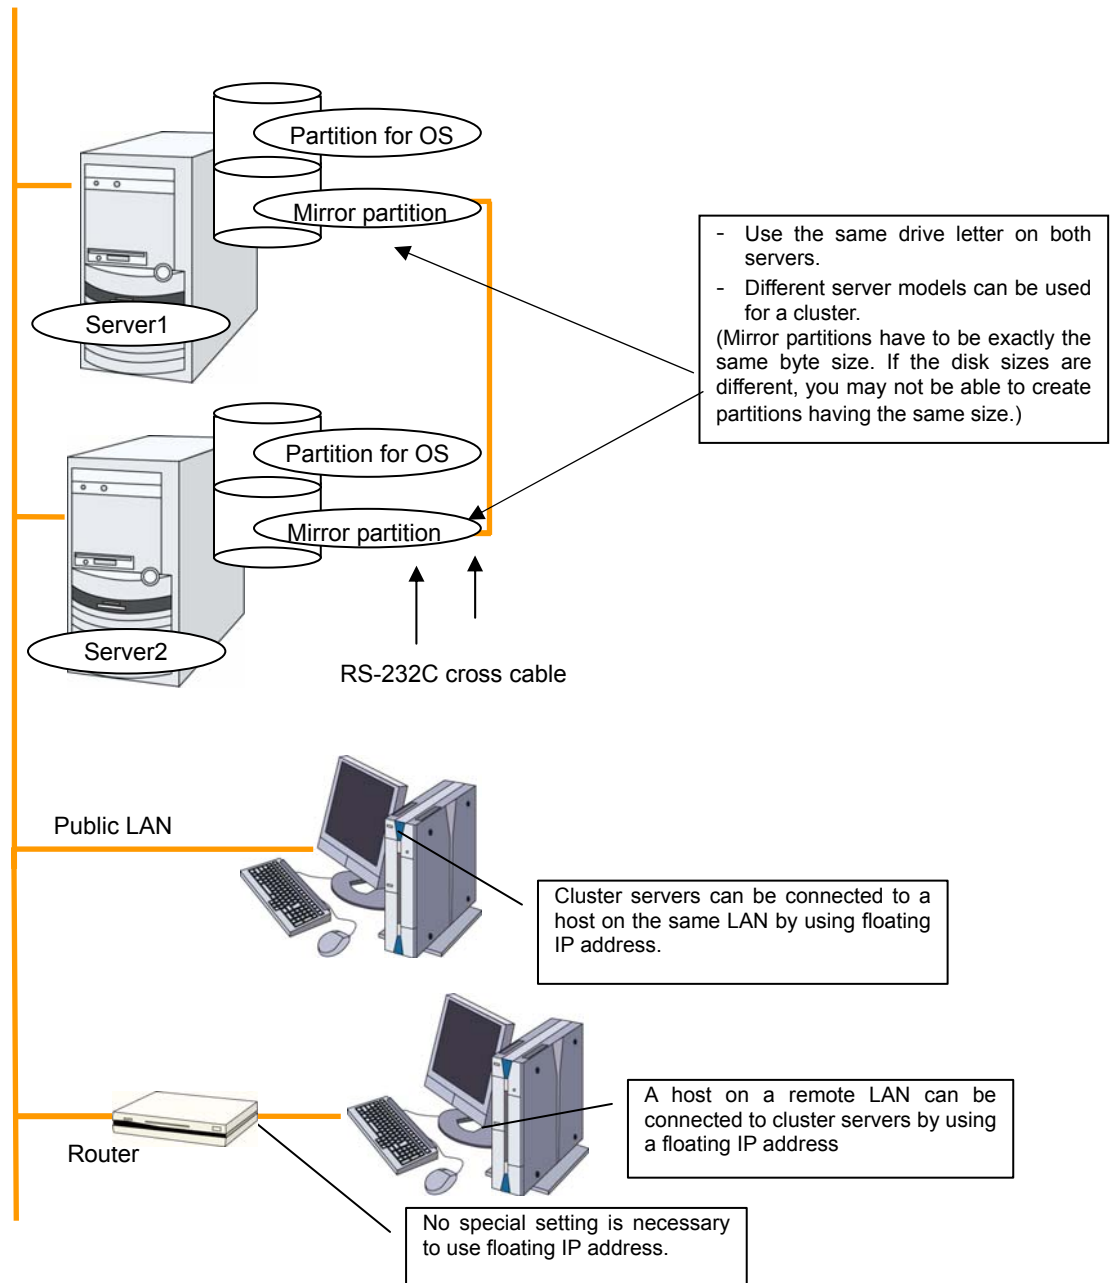 Partition for OS
Mirror partition
Server1
- Use the same drive letter on both
servers.
- Different server models can be used
for a cluster.
(Mirror partitions have to be exactly the
same byte size. If the disk sizes are
different, you may not be able to create
partitions having the same size.)
Partition for OS
Mirror partition
Server2
RS-232C cross cable
Public LAN
Cluster servers can be connected to a
host on the same LAN by using floating
IP address.
A host on a remote LAN can be
connected to cluster servers by using
a floating IP address
Router
No special setting is necessary
to use floating IP address.